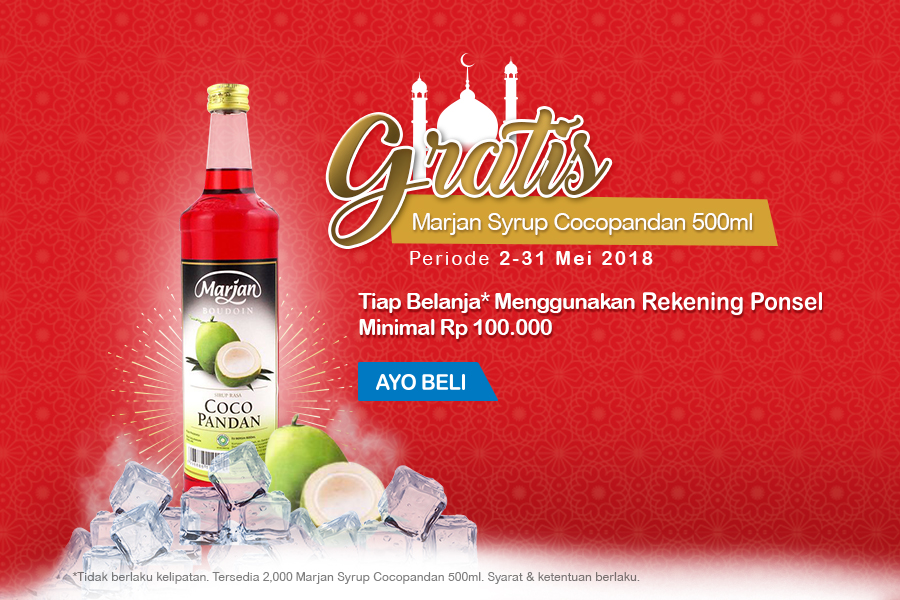 Gratis
Marjan Syrup Cocopandan 500ml
Periode 2-31 Mei 2018
Tiap Belanja* Menggunakan Rekening Ponsel
Minimal Rp 100.000
AYO BELI
Marjan
BOUDOIN
SIRUP RASA
COCO
PANDAN
*Tidak berlaku kelipatan. Tersedia 2,000 Marjan Syrup Cocopandan 500ml. Syarat & ketentuan berlaku.